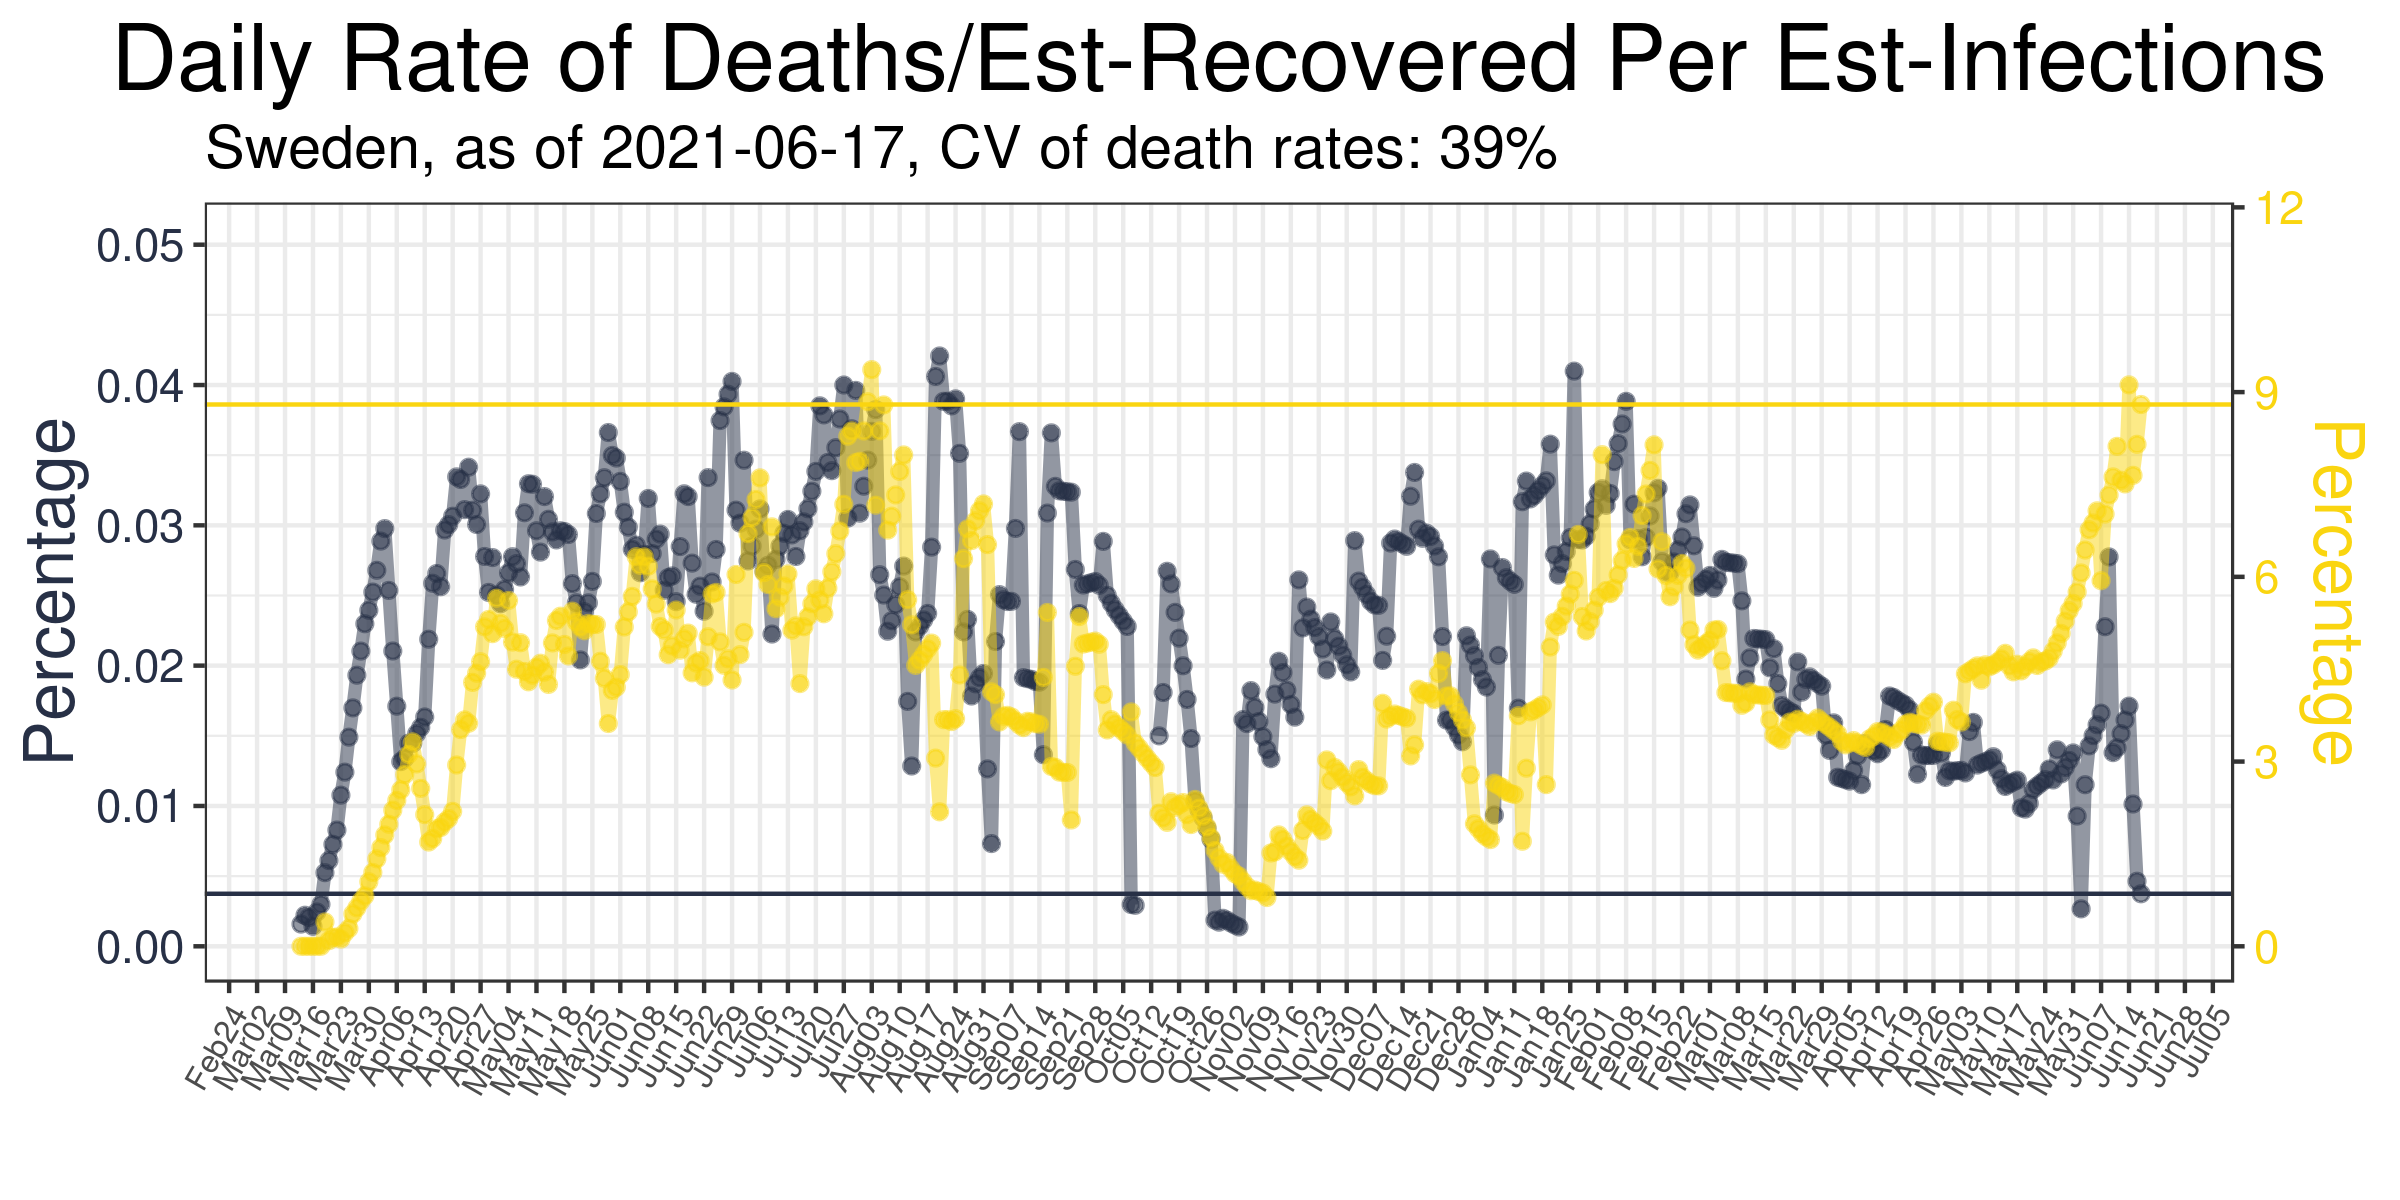 Daily Rate of Deaths/Est-Recovered Per Est-Infections
Sweden, as of 2021-06-17, CV of death rates: 39%
Percentage
0.05
0.04
0.03
0.02
0.01
0.00
12
9
6
3
0
Percentage
Feb24
Mar02
Mar09
Mar16
Mar23
Mar30
Apr06
Apr13
Apr20
Apr27
May04
May11
May18
May25
Jun01
Jun08
Jun15
Jun22
Jun29
Jul06
Jul13
Jul20
Jul27
Aug03
Aug10
Aug17
Aug24
Aug31
Sep07
Sep14
Sep21
Sep28
Oct05
Oct12
Oct19
Oct26
Nov02
Nov09
Nov16
Nov23
Nov30
Dec07
Dec14
Dec21
Dec28
Jan04
Jan11
Jan18
Jan25
Feb01
Feb08
Feb15
Feb22
Mar01
Mar08
Mar15
Mar22
Mar29
Apr05
Apr12
Apr19
Apr26
May03
May10
May17
May24
May31
Jun07
Jun14
Jun21
Jun28
Jul05